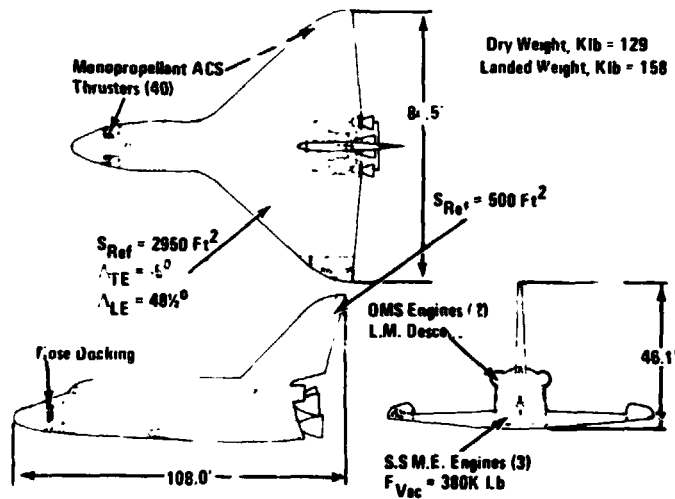 Monopropellant ACS
Thrusters (40)
Dry Weight, Klb = 129
Landed Weight, Klb = 158
S_Ref = 500 Ft²
S_Ref = 2950 Ft²
Λ_TE =
Λ_LE = 48½°
OMS Engines
L.M.
Nose Docking
46.1'
S.S M.E. Engines (3)
F_Vac = 380K Lb
108.0'